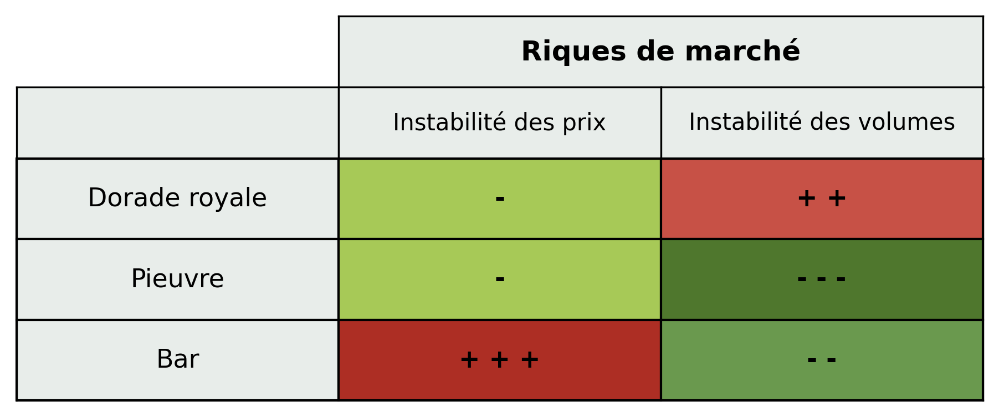 Riques de marché
Instabilité des prix Instabilité des volumes
Dorade royale - + +
Pieuvre - - - -
Bar + + + - -